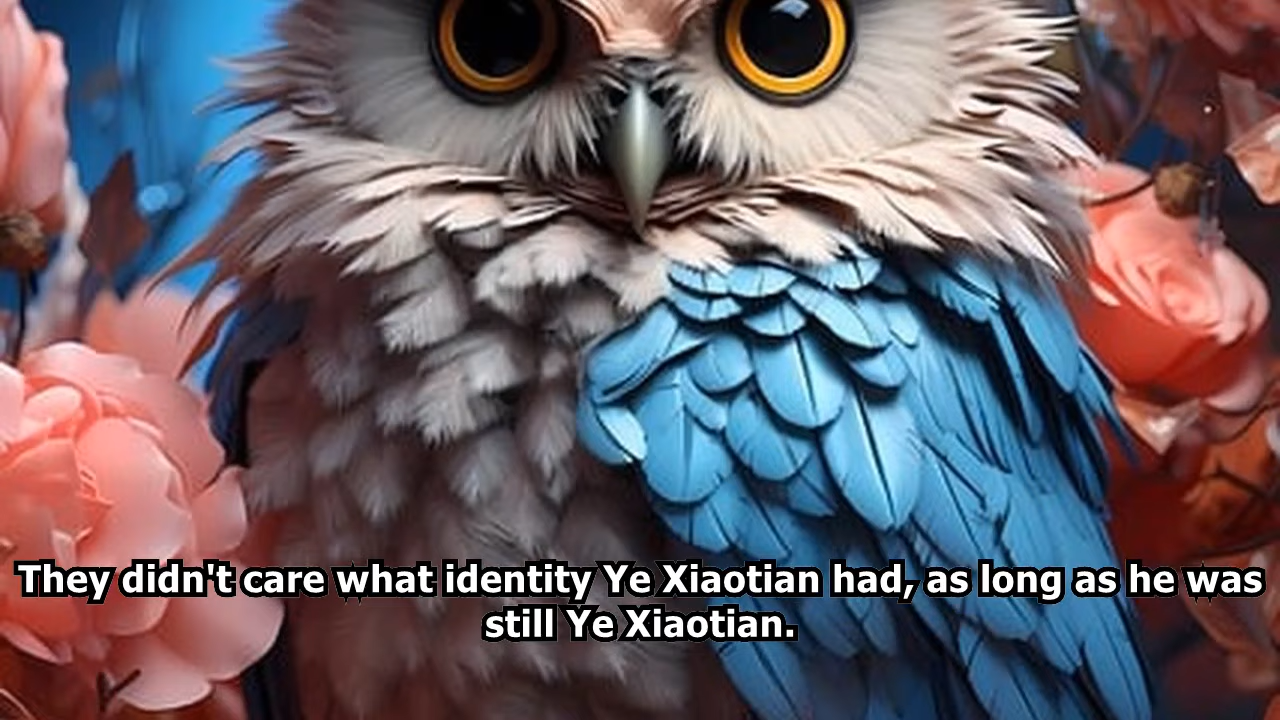 They didn't care what identity Ye Xiaotian had, as long as he was
still Ye Xiaotian.